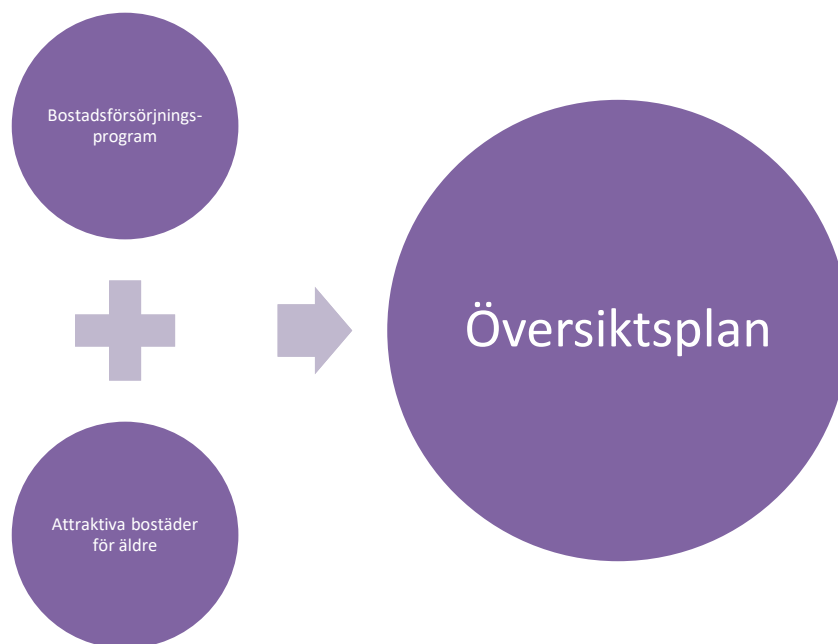 Bostadsförsörjnings-
program
Översiktsplan
Attraktiva bostäder
för äldre